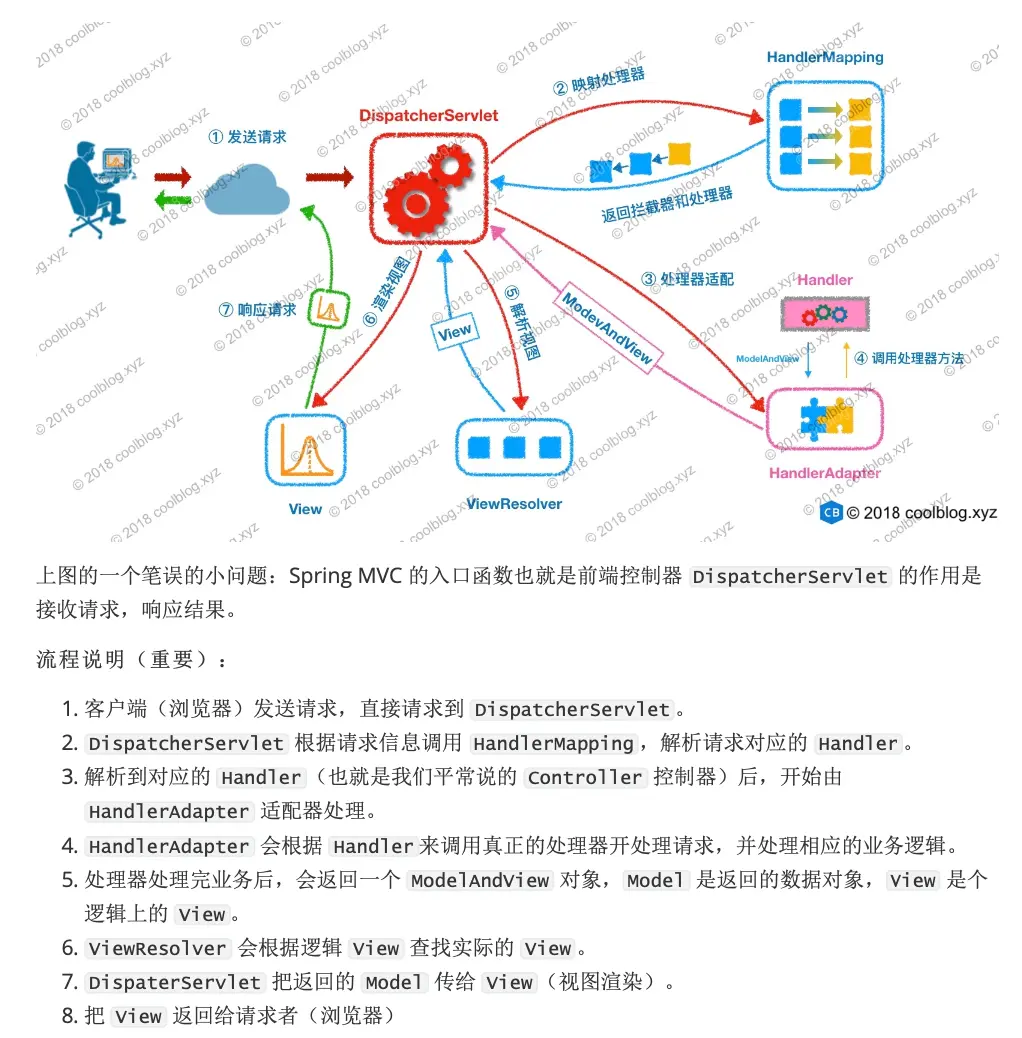 HandlerMapping
② 映射处理器
DispatcherServlet
① 发送请求
返回拦截器和处理器
③ 处理器适配
Handler
⑦ 响应请求
⑥ 渲染视图
View
⑤ 解析视图
ModevAndView
ModelAndView
④ 调用处理器方法
HandlerAdapter
View
ViewResolver
CB © 2018 coolblog.xyz
© 2018 coolblog.xyz
上图的一个笔误的小问题：Spring MVC 的入口函数也就是前端控制器 DispatcherServlet 的作用是
接收请求，响应结果。
流程说明（重要）：
1. 客户端（浏览器）发送请求，直接请求到 DispatcherServlet。
2. DispatcherServlet 根据请求信息调用 HandlerMapping，解析请求对应的 Handler。
3. 解析到对应的 Handler（也就是我们平常说的 Controller 控制器）后，开始由
HandlerAdapter 适配器处理。
4. HandlerAdapter 会根据 Handler来调用真正的处理器开处理请求，并处理相应的业务逻辑。
5. 处理器处理完业务后，会返回一个 ModelAndView 对象，Model 是返回的数据对象，View 是个
逻辑上的 View。
6. ViewResolver 会根据逻辑 View 查找实际的 View。
7. DispaterServlet 把返回的 Model 传给 View（视图渲染）。
8. 把 View 返回给请求者（浏览器）